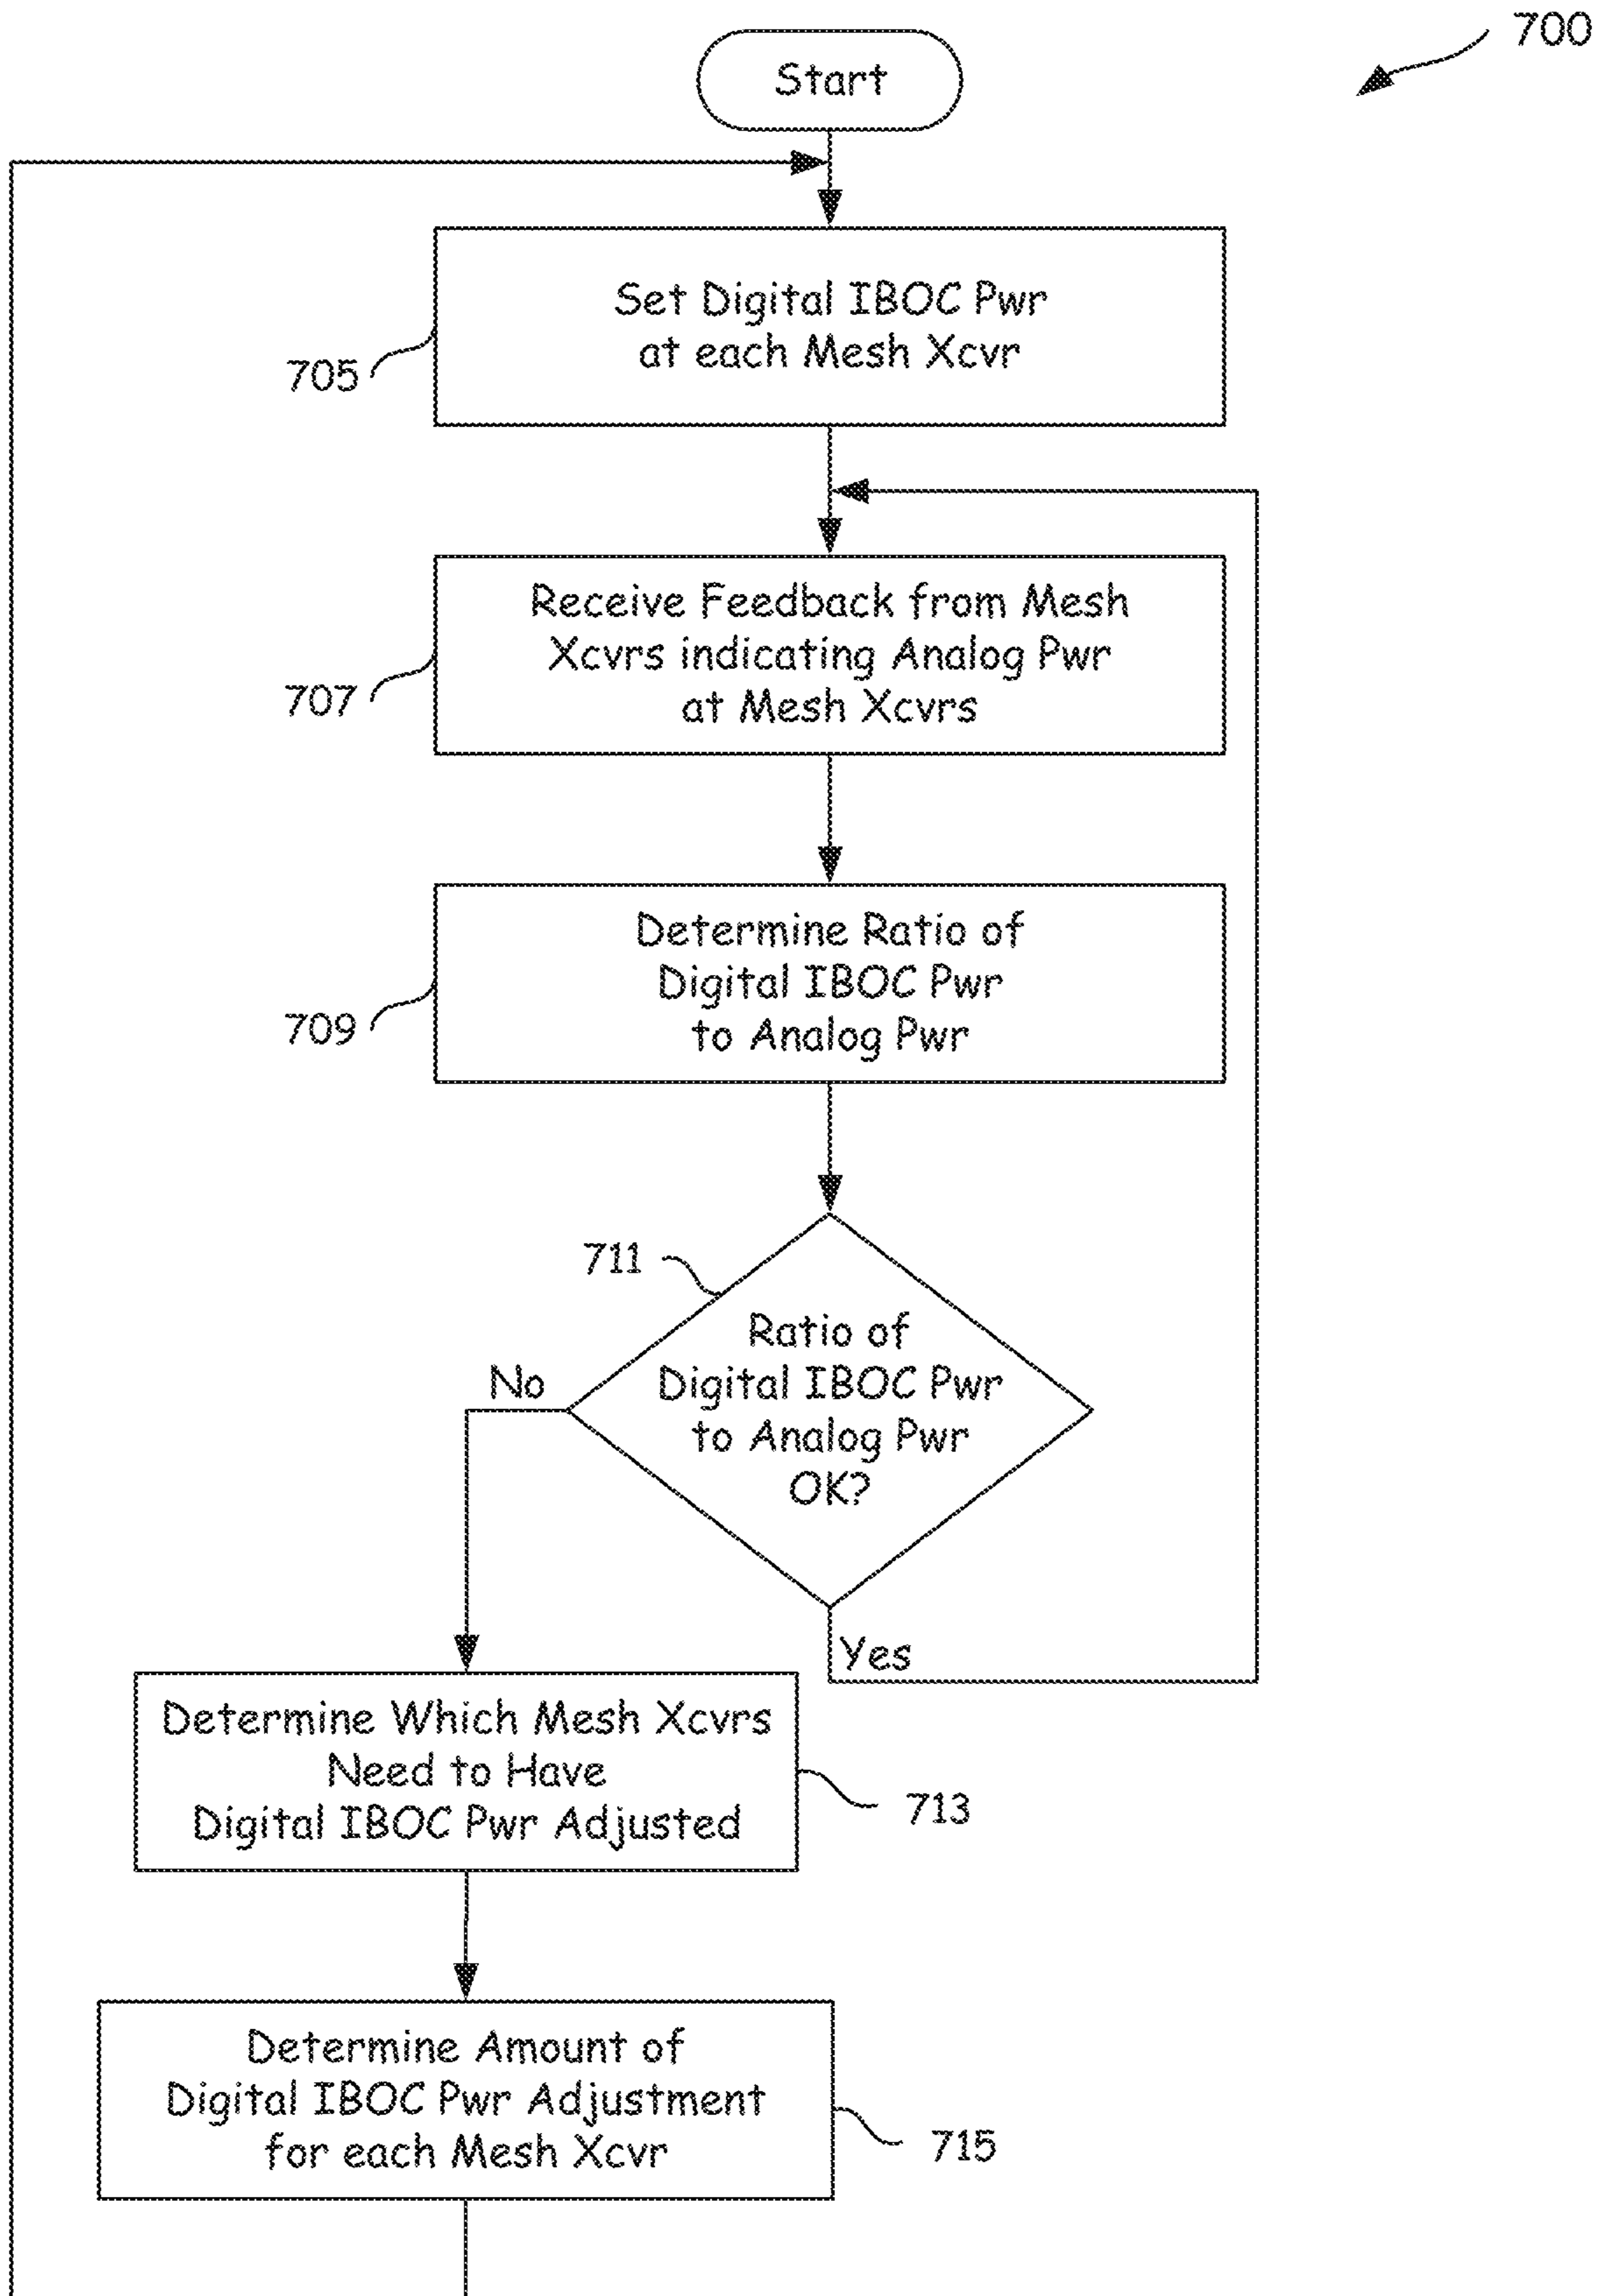 700
Start
Set Digital IBOC Pwr
at each Mesh Xcvr
705
Receive Feedback from Mesh
Xcvrs indicating Analog Pwr
at Mesh Xcvrs
707
Determine Ratio of
Digital IBOC Pwr
to Analog Pwr
709
711
Ratio of
Digital IBOC Pwr
to Analog Pwr
OK?
No
Yes
Determine Which Mesh Xcvrs
Need to Have
Digital IBOC Pwr Adjusted
713
Determine Amount of
Digital IBOC Pwr Adjustment
for each Mesh Xcvr
715